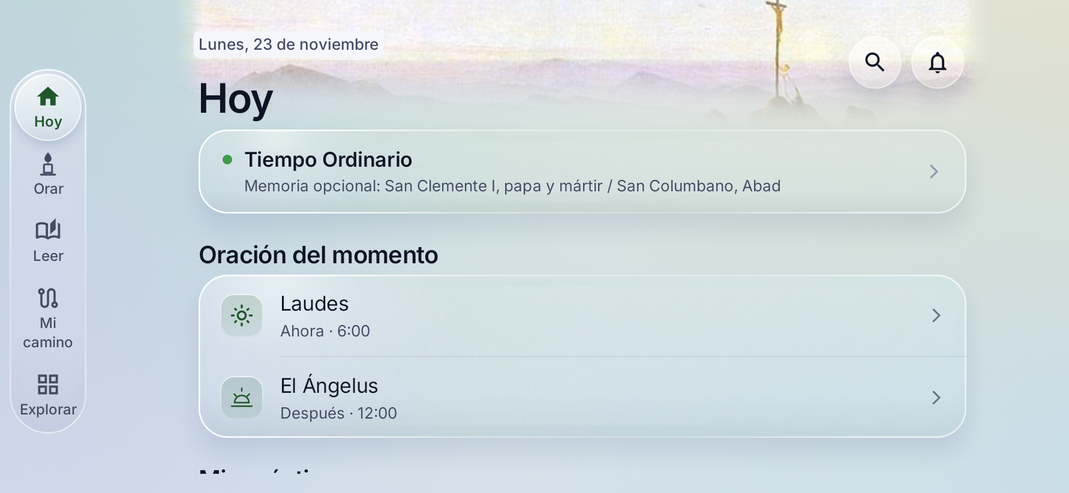 Lunes, 23 de noviembre
Hoy
Tiempo Ordinario
Memoria opcional: San Clemente I, papa y mártir / San Columbano, Abad
Oración del momento
Laudes
Ahora · 6:00
El Ángelus
Después · 12:00
Hoy
Orar
Leer
Mi
camino
Explorar